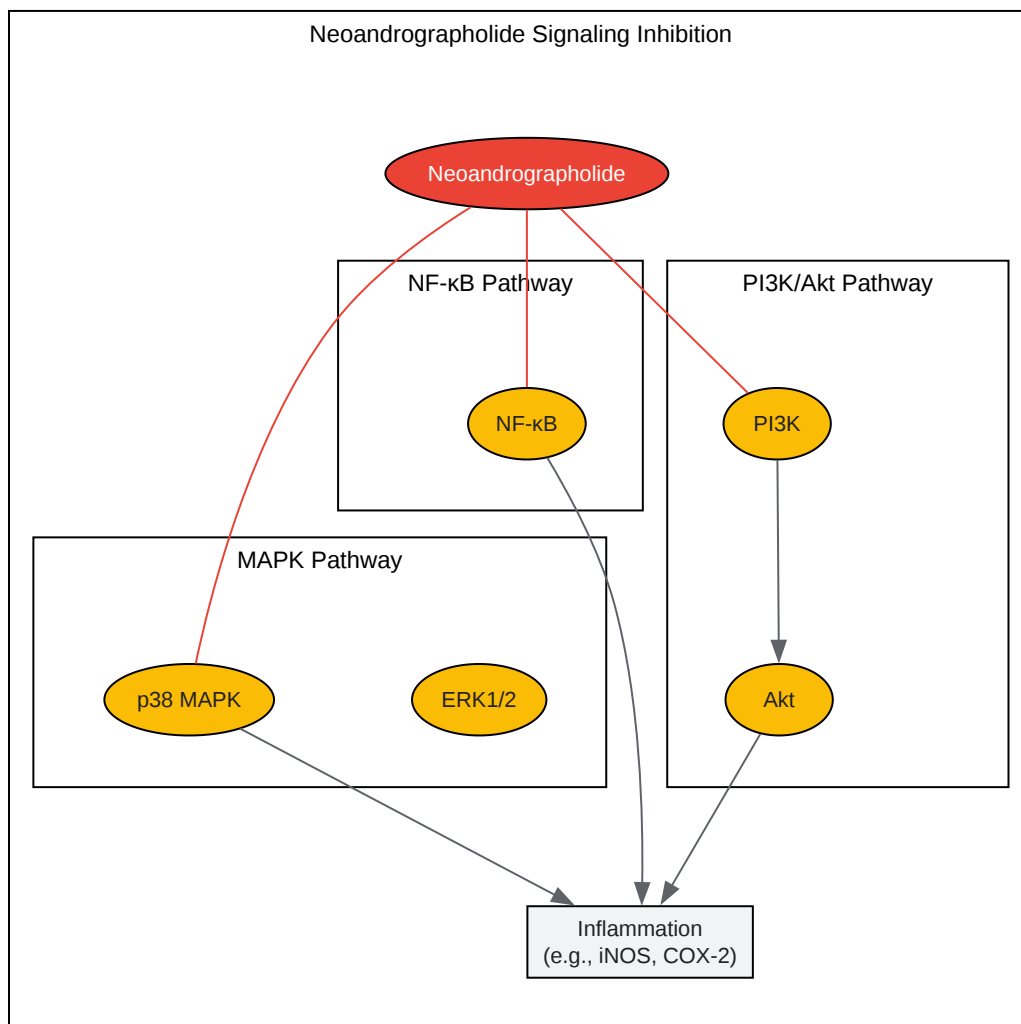 Neoandrographolide Signaling Inhibition
Neoandrographolide
NF-κB Pathway
PI3K/Akt Pathway
NF-κB
PI3K
MAPK Pathway
p38 MAPK
ERK1/2
Akt
Inflammation
(e.g., iNOS, COX-2)